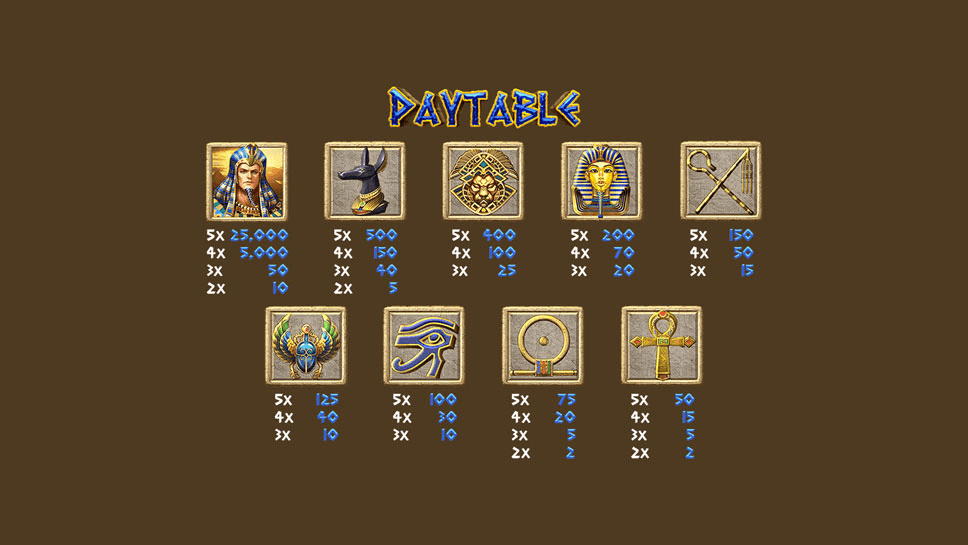 PAYTABLE
5x 25.000 5x 500 5x 400 5x 200 5x 150
4x 5.000 4x 150 4x 100 4x 70 4x 50
3x 50 3x 40 3x 25 3x 20 3x 15
2x 10 2x 5
5x 125 5x 100 5x 75 5x 50
4x 40 4x 30 4x 20 4x 15
3x 10 3x 10 3x 5 3x 5
2x 2 2x 2